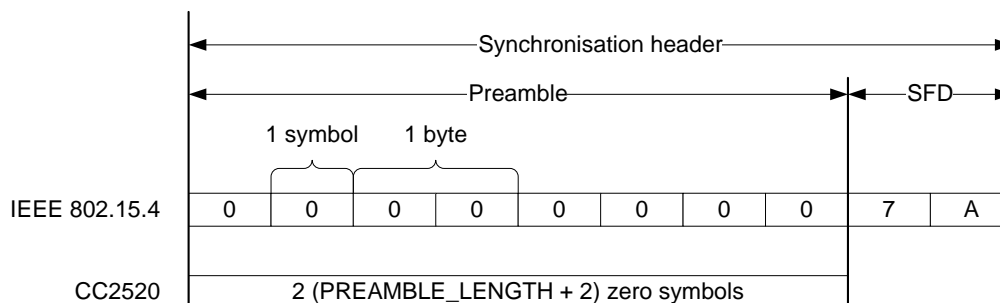 Synchronisation header
Preamble SFD
1 symbol 1 byte
IEEE 802.15.4 0 0 0 0 0 0 0 0 7 A
CC2520 2 (PREAMBLE_LENGTH + 2) zero symbols